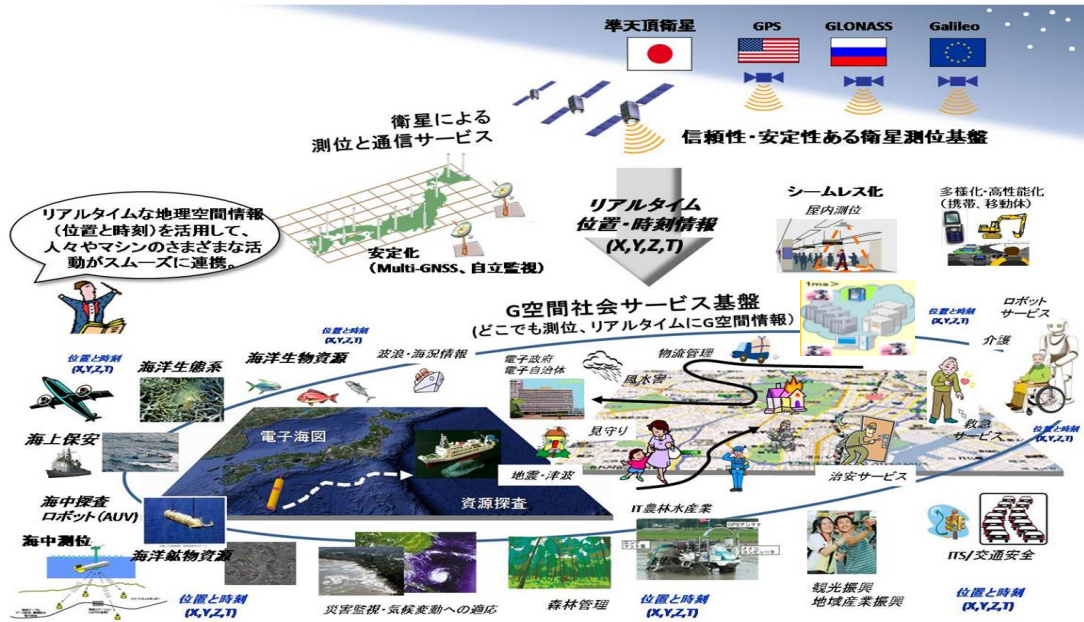 準天頂衛星
GPS
GLONASS
Galileo
衛星による
測位と通信サービス
信頼性・安定性ある衛星測位基盤
リアルタイムな地理空間情報
(位置と時刻)を活用して、
人々やマシンのさまざまな活
動がスムーズに連携。
安定化
(Multi-GNSS、自立監視)
リアルタイム
位置・時刻情報
(X,Y,Z,T)
シームレス化
屋内測位
多様化・高性能化
(携帯、移動体)
G空間社会サービス基盤
(どこでも測位、リアルタイムにG空間情報)
1ms>
位置と時刻
(X,Y,Z,T)
ロボット
サービス
介護
位置と時刻
(X,Y,Z,T)
位置と時刻
(X,Y,Z,T)
海洋生態系
海洋生物資源
波浪・海況情報
電子政府
電子自治体
風水害
物流管理
海上保安
電子海図
見守り
地震・津波
資源探査
治安サービス
救急
サービス
位置と時刻
(X,Y,Z,T)
海中探査
ロボット(AUV)
海中測位
海洋鉱物資源
IT農林水産業
GPSアンテナ
ITS/交通安全
位置と時刻
(X,Y,Z,T)
災害監視・気候変動への適応
森林管理
位置と時刻
(X,Y,Z,T)
観光振興
地域産業振興
位置と時刻
(X,Y,Z,T)